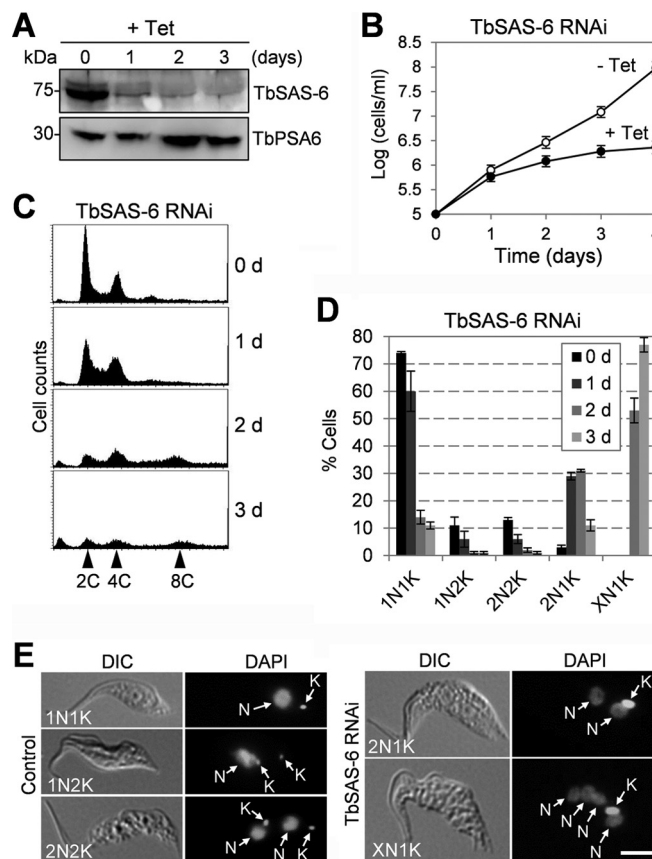 A
+ Tet
kDa
0 1 2 3 (days)
75
TbSAS-6
30
TbPSA6
B
TbSAS-6 RNAi
Log (cells/ml)
8.5
8
7.5
7
6.5
6
5.5
5
- Tet
+ Tet
0 1 2 3
Time (days)
C
TbSAS-6 RNAi
Cell counts
0 d
1 d
2 d
3 d
2C 4C 8C
D
TbSAS-6 RNAi
% Cells
80
70
60
50
40
30
20
10
0
0 d
1 d
2 d
3 d
1N1K 1N2K 2N2K 2N1K XN1K
E
DIC DAPI
Control
1N1K
N K
1N2K
N K K
2N2K
K N N K
DIC DAPI
TbSAS-6 RNAi
2N1K
N N K
XN1K
N N N N K